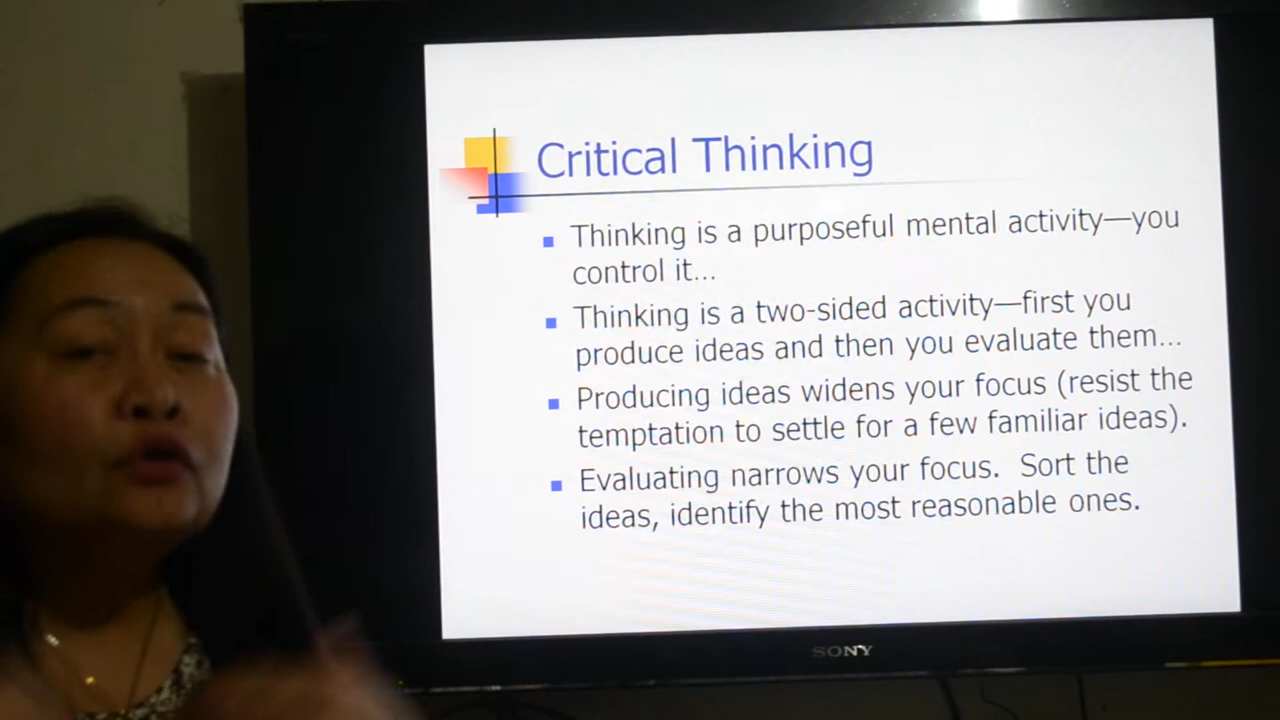 Critical Thinking
Thinking is a purposeful mental activity—you
control it...
Thinking is a two-sided activity—first you
produce ideas and then you evaluate them...
Producing ideas widens your focus (resist the
temptation to settle for a few familiar ideas).
Evaluating narrows your focus.  Sort the
ideas, identify the most reasonable ones.
SONY